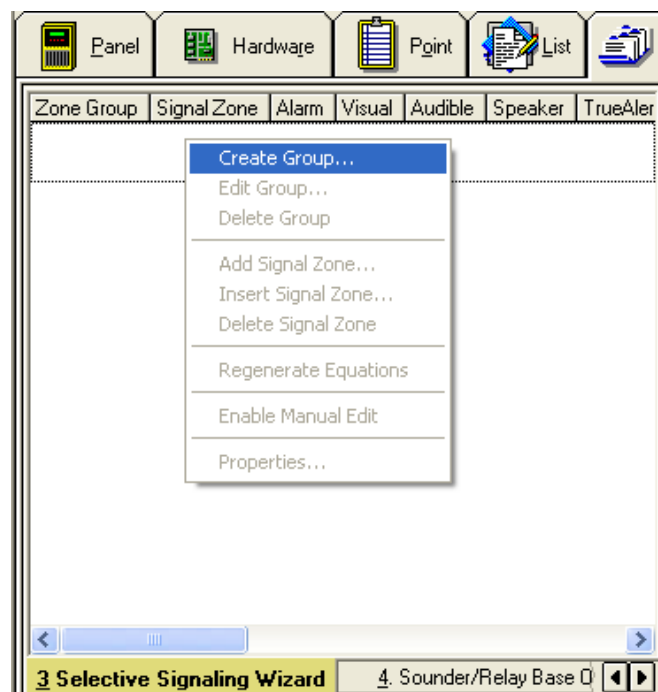 Panel Hardware Point List
Zone Group Signal Zone Alarm Visual Audible Speaker TrueAler
Create Group...
Edit Group...
Delete Group
Add Signal Zone...
Insert Signal Zone...
Delete Signal Zone
Regenerate Equations
Enable Manual Edit
Properties...
3 Selective Signaling Wizard 4. Sounder/Relay Base O